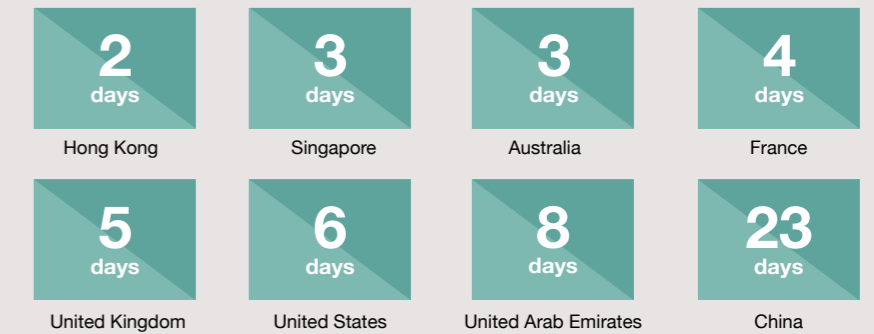 2
days
Hong Kong
3
days
Singapore
3
days
Australia
4
days
France
5
days
United Kingdom
6
days
United States
8
days
United Arab Emirates
23
days
China